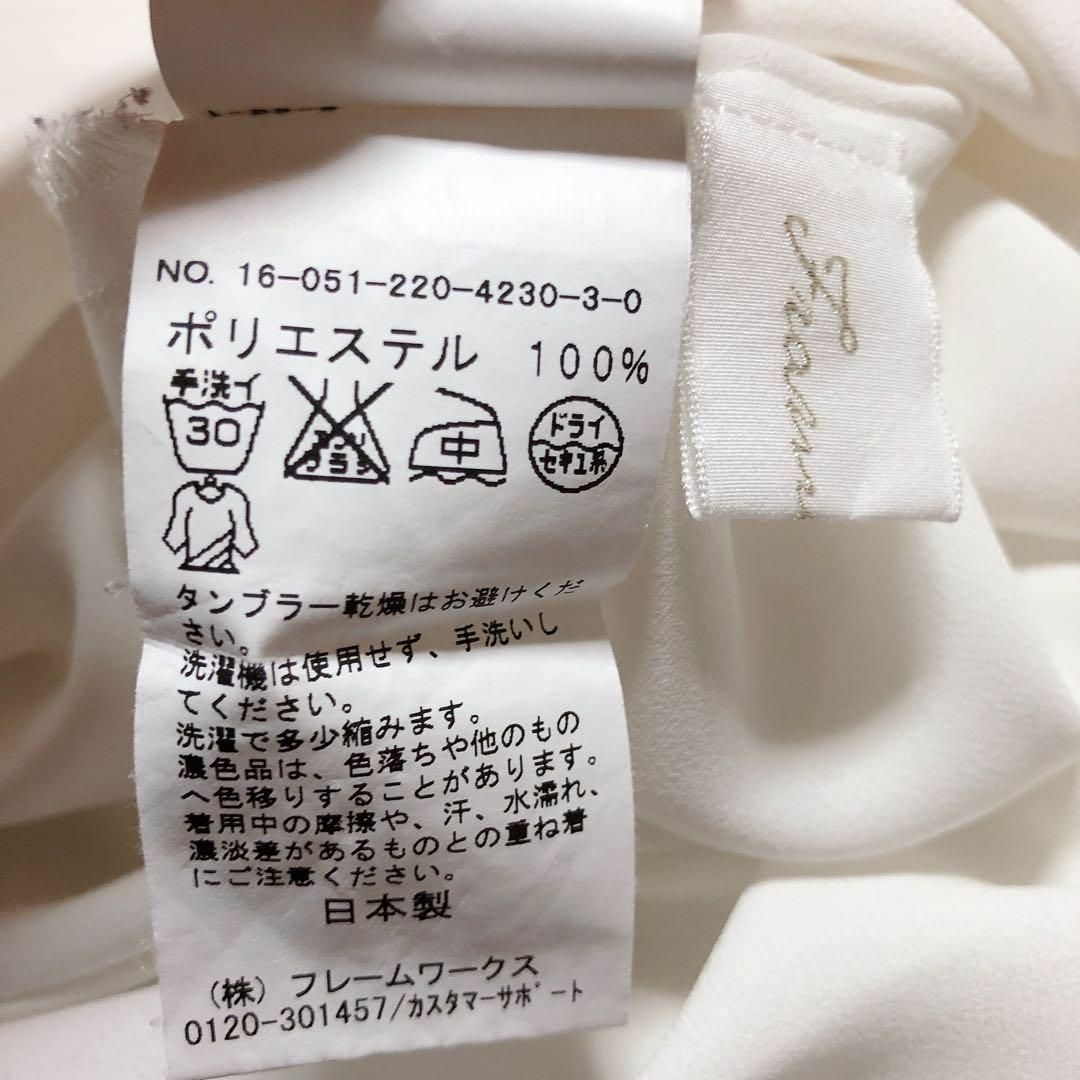 NO. 16-051-220-4230-3-0
ポリエステル 100%
手洗イ
30
エンソ
サラシ
中
ドライ
セキユ系
タンブラー乾燥はお避けくだ
さい。
洗濯機は使用せず、手洗いし
てください。
洗濯で多少縮みます。
濃色品は、色落ちや他のもの
へ色移りすることがあります。
着用中の摩擦や、汗、水濡れ、
濃淡差があるものとの重ね着
にご注意ください。
日本製
（株）フレームワークス
0120-301457/カスタマーサポート